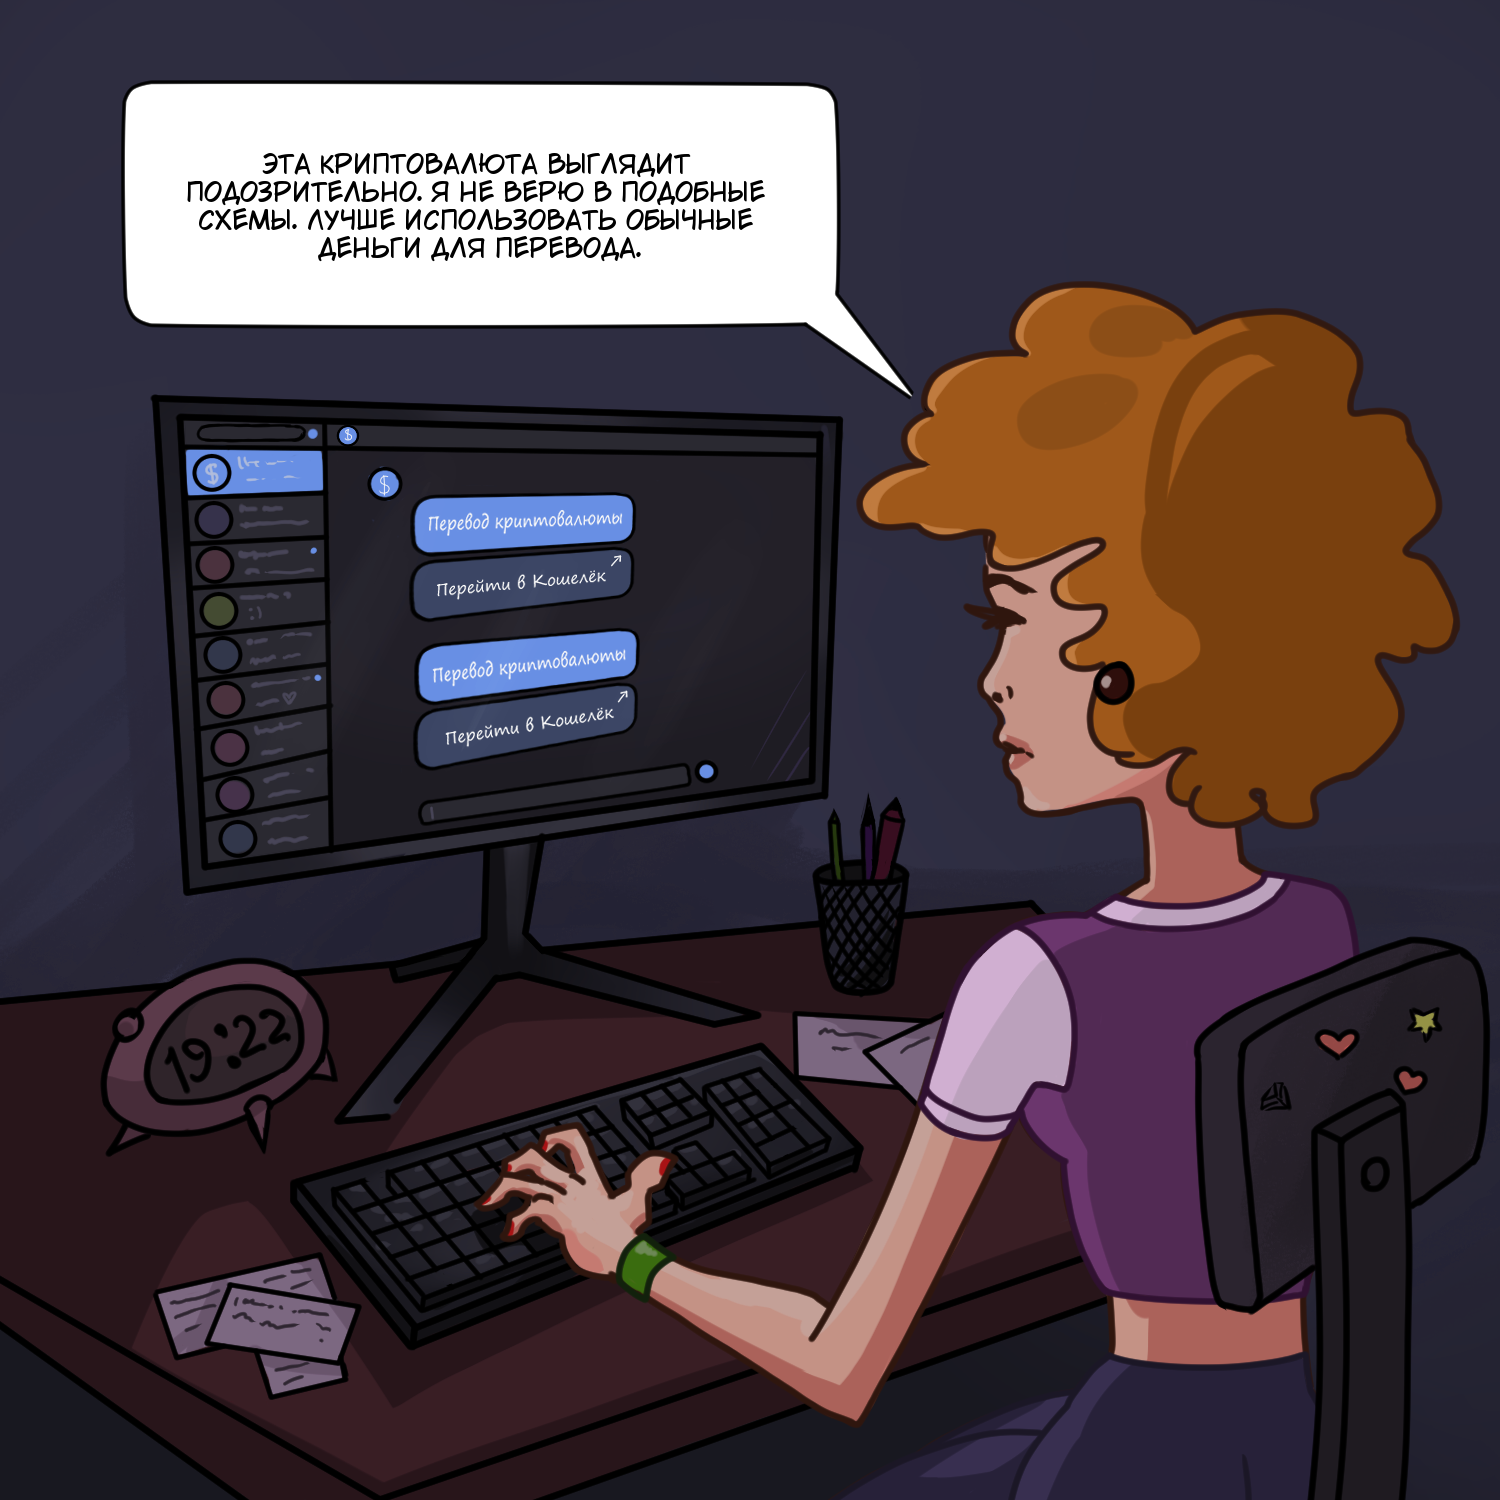 ЭТА КРИПТОВАЛЮТА ВЫГЛЯДИТ
ПОДОЗРИТЕЛЬНО. Я НЕ ВЕРЮ В ПОДОБНЫЕ
СХЕМЫ. ЛУЧШЕ ИСПОЛЬЗОВАТЬ ОБЫЧНЫЕ
ДЕНЬГИ ДЛЯ ПЕРЕВОДА.
$
$
$
Перевод криптовалюты
Перейти в Кошелёк
:)
Перевод криптовалюты
Перейти в Кошелёк
19:22